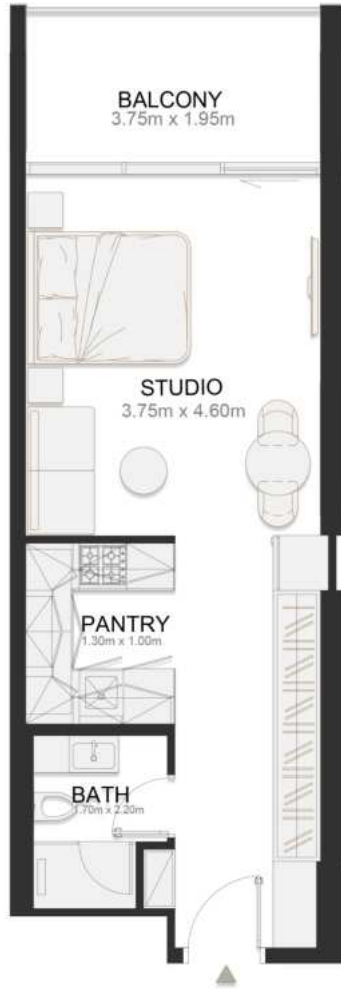 BALCONY
3.75m x 1.95m
STUDIO
3.75m x 4.60m
PANTRY
1.30m x 1.00m
BATH
1.70m x 2.20m